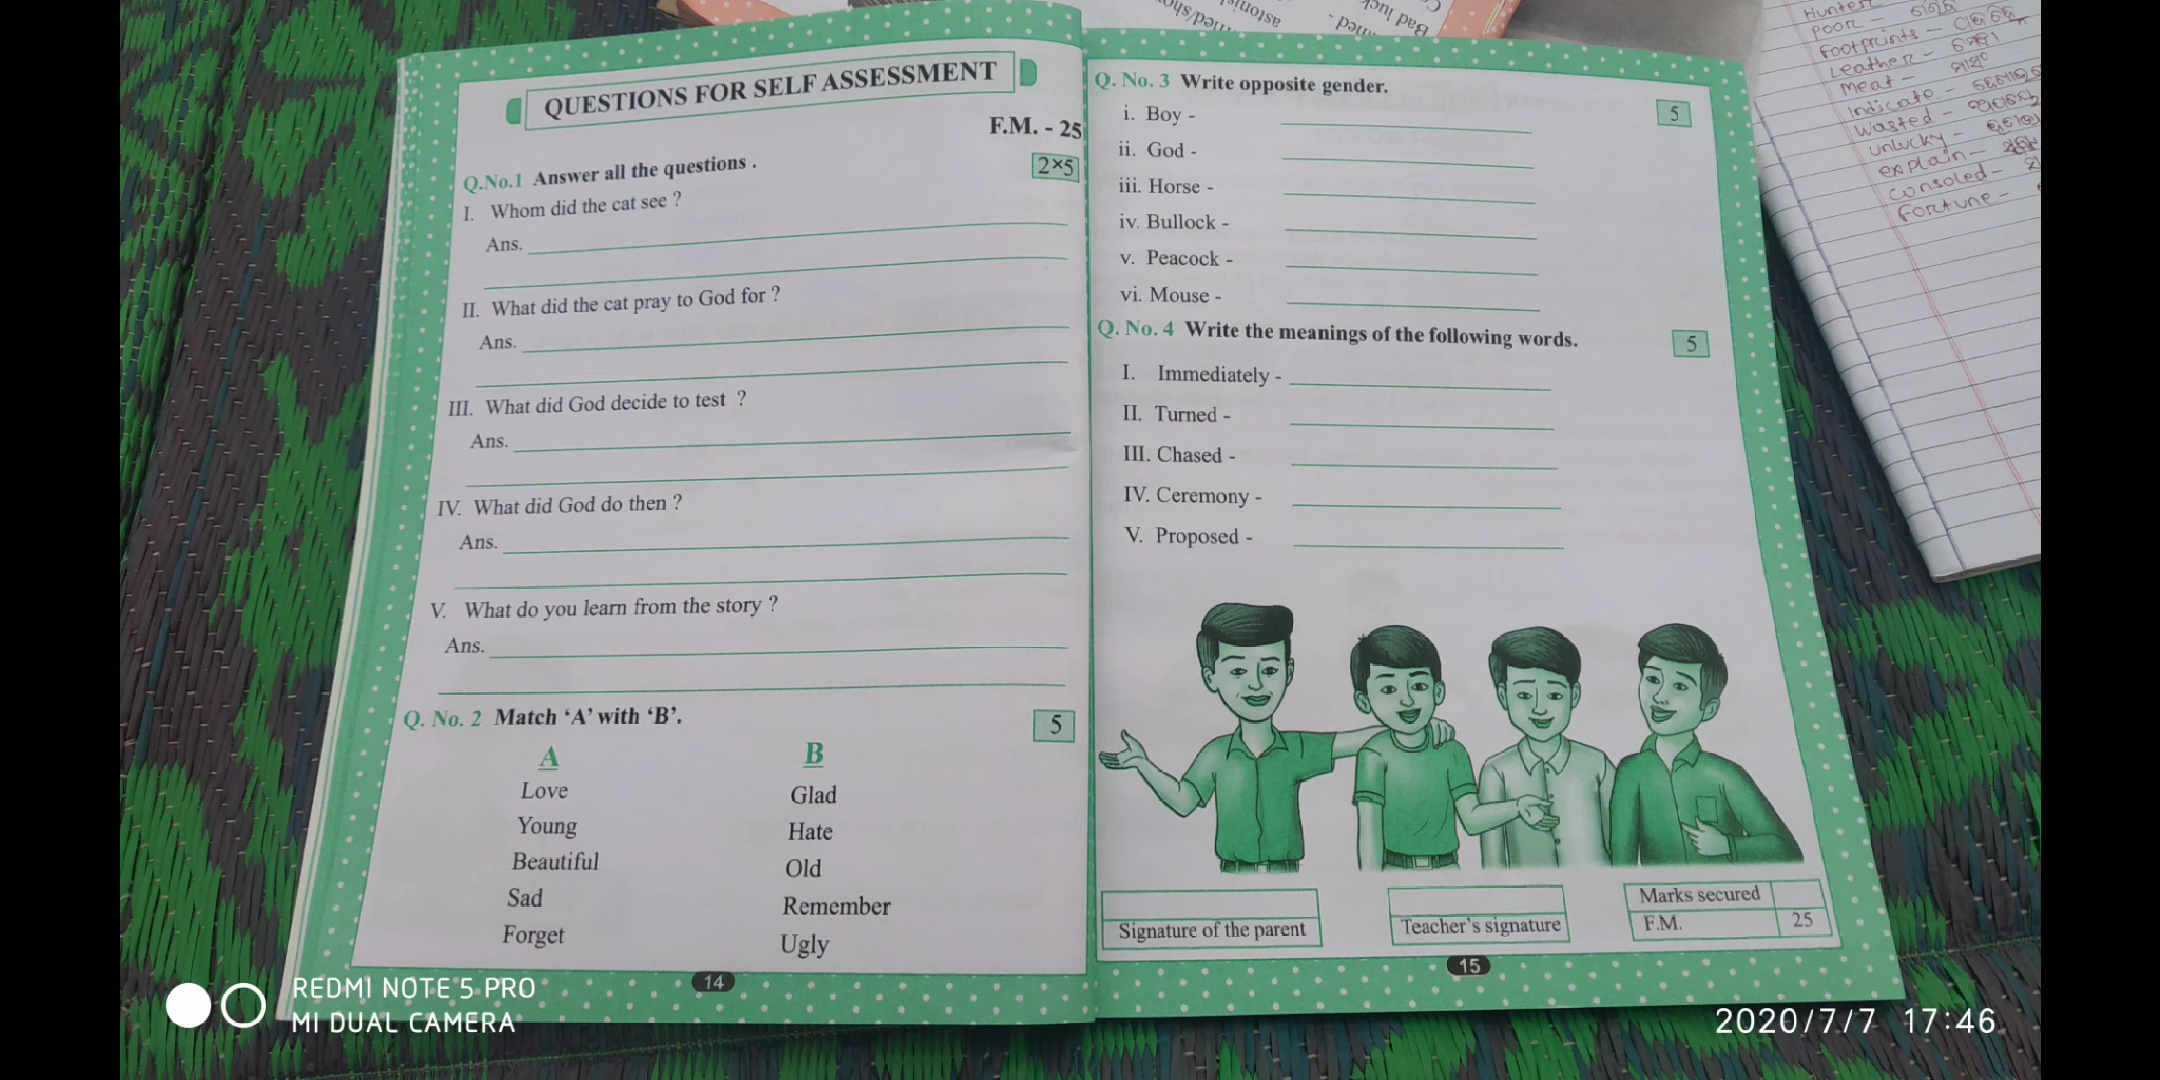 QUESTIONS FOR SELF ASSESSMENT
F.M. - 25
Q.No.1 Answer all the questions .
2×5
I. Whom did the cat see ?
Ans.
II. What did the cat pray to God for ?
Ans.
III. What did God decide to test ?
Ans.
IV. What did God do then ?
Ans.
V. What do you learn from the story ?
Ans.
Q. No. 2 Match ‘A’ with ‘B’.
5
A B
Love Glad
Young Hate
Beautiful Old
Sad Remember
Forget Ugly
14
Q. No. 3 Write opposite gender.
5
i. Boy -
ii. God -
iii. Horse -
iv. Bullock -
v. Peacock -
vi. Mouse -
Q. No. 4 Write the meanings of the following words.
5
I. Immediately -
II. Turned -
III. Chased -
IV. Ceremony -
V. Proposed -
Signature of the parent
Teacher’s signature
Marks secured
F.M. 25
15
Bad luck
Poor -
Footprints -
Leather -
Meat -
Indicate -
Wasted -
unlucky -
explain -
consoled -
Fortune -
REDMI NOTE 5 PRO
MI DUAL CAMERA
2020/7/7 17:46